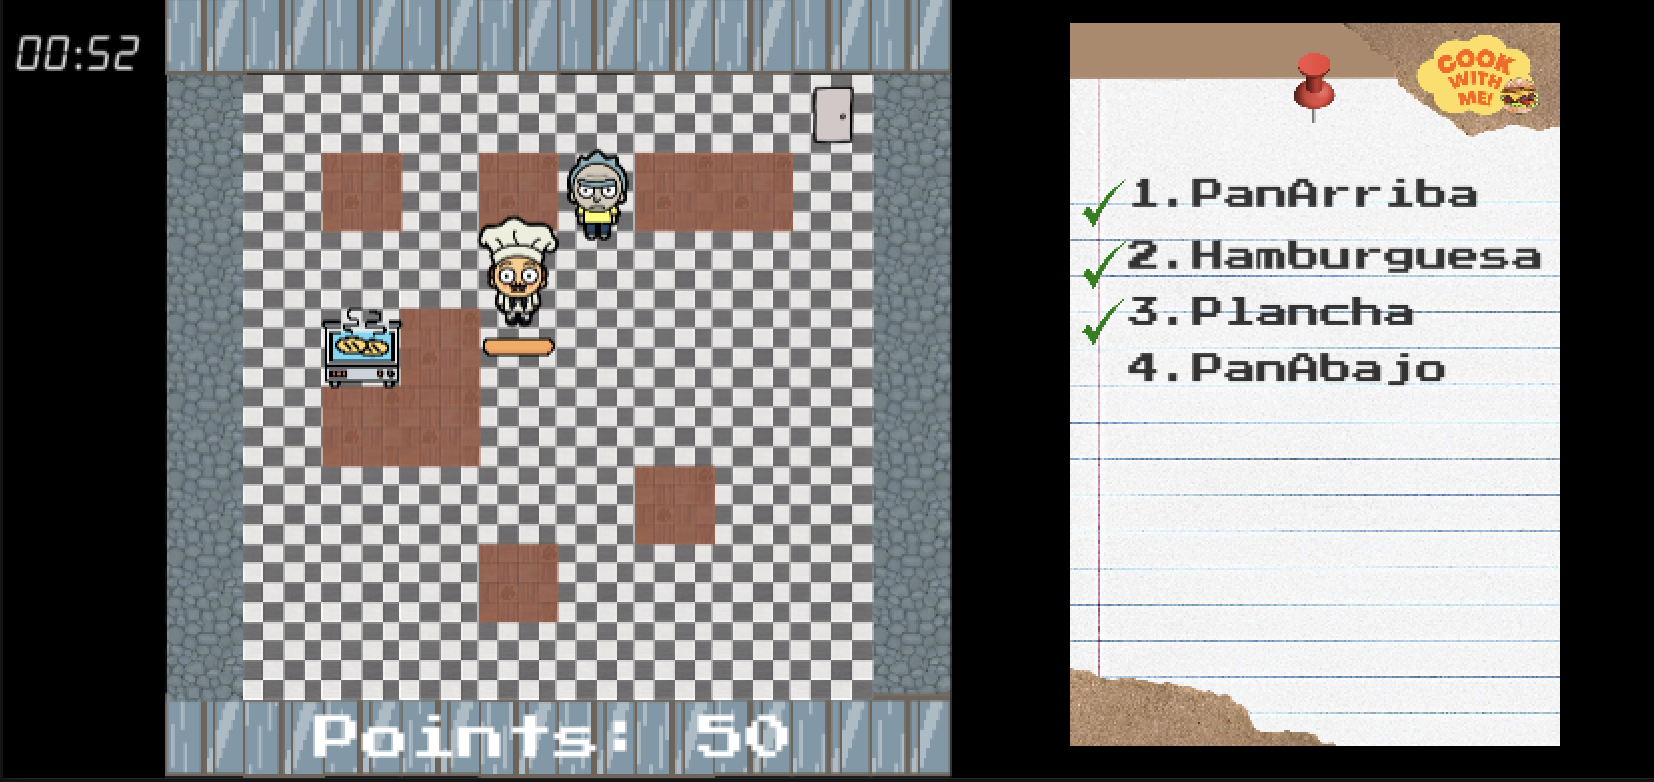 00:52
COOK
WITH
ME!
1.PanArriba
2.Hamburguesa
3.Plancha
4.PanAbajo
Points: 50